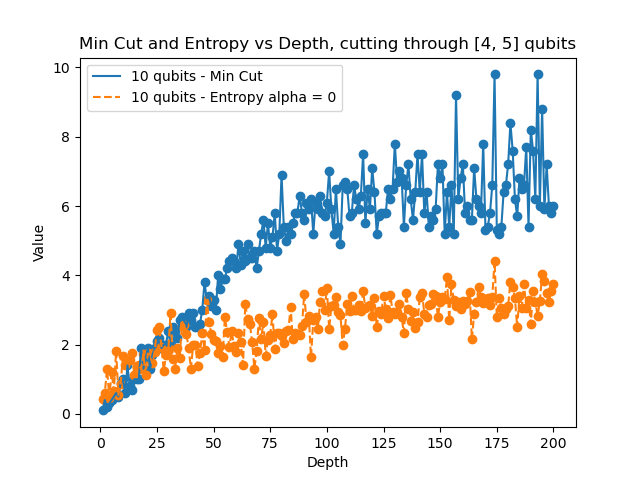 Min Cut and Entropy vs Depth, cutting through [4, 5] qubits
10 qubits - Min Cut
10 qubits - Entropy alpha = 0
Value
10
8
6
4
2
0
0 25 50 75 100 125 150 175 200
Depth